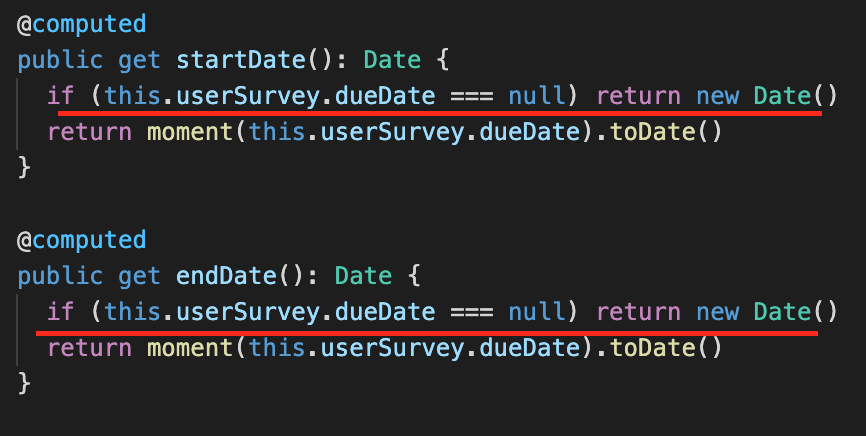 @computed
public get startDate(): Date {
if (this.userSurvey.dueDate === null) return new Date()
return moment(this.userSurvey.dueDate).toDate()
}
@computed
public get endDate(): Date {
if (this.userSurvey.dueDate === null) return new Date()
return moment(this.userSurvey.dueDate).toDate()
}